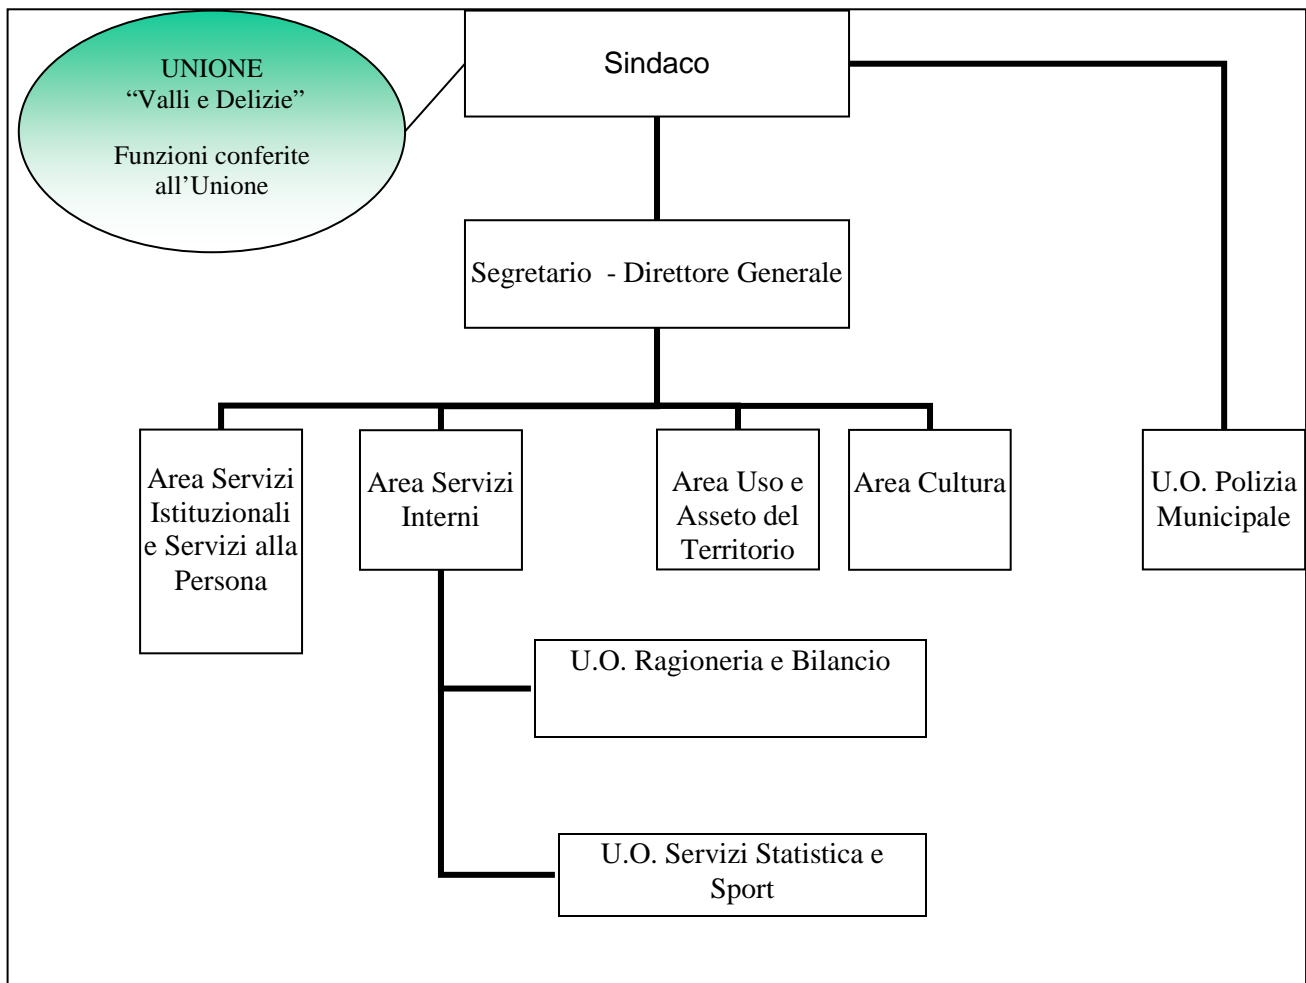 UNIONE
“Valli e Delizie”
Funzioni conferite
all’Unione
Sindaco
Segretario - Direttore Generale
Area Servizi
Istituzionali
e Servizi alla
Persona
Area Servizi
Interni
Area Uso e
Asseto del
Territorio
Area Cultura
U.O. Polizia
Municipale
U.O. Ragioneria e Bilancio
U.O. Servizi Statistica e
Sport